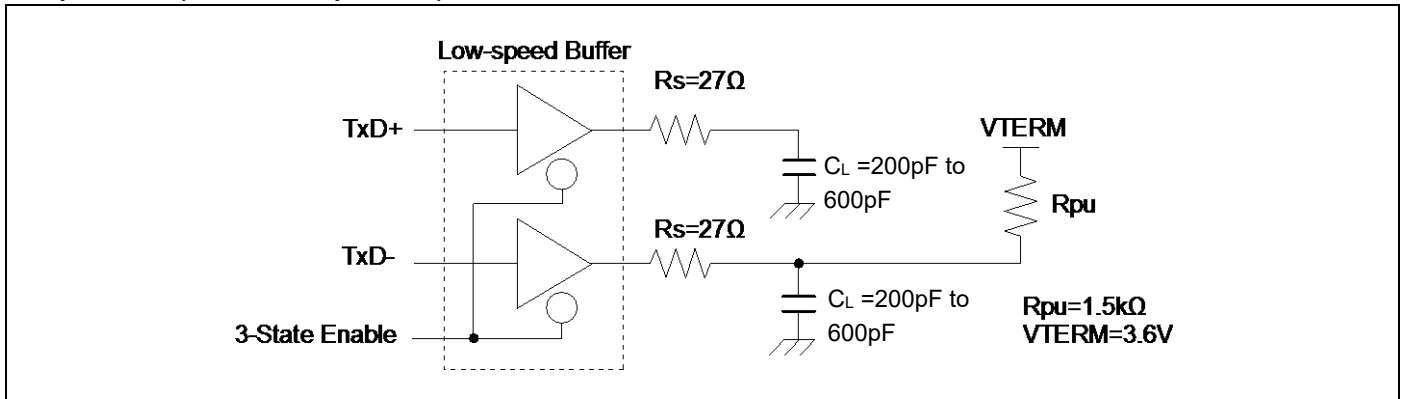 Low-speed Buffer
Rs=27Ω
TxD+
VTERM
CL =200pF to
600pF
Rpu
Rs=27Ω
TxD-
CL =200pF to
600pF
Rpu=1.5kΩ
VTERM=3.6V
3-State Enable